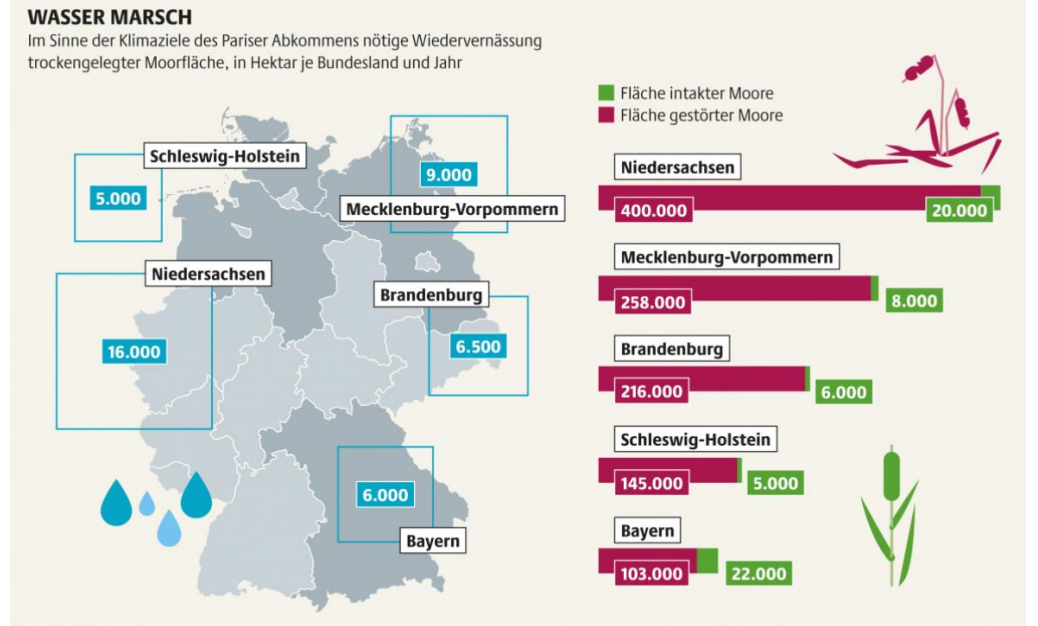 WASSER MARSCH
Im Sinne der Klimaziele des Pariser Abkommens nötige Wiedervernässung
trockengelegter Moorfläche, in Hektar je Bundesland und Jahr
Schleswig-Holstein
5.000
9.000
Mecklenburg-Vorpommern
Niedersachsen
16.000
Brandenburg
6.500
6.000
Bayern
Fläche intakter Moore
Fläche gestörter Moore
Niedersachsen
400.000 20.000
Mecklenburg-Vorpommern
258.000 8.000
Brandenburg
216.000 6.000
Schleswig-Holstein
145.000 5.000
Bayern
103.000 22.000